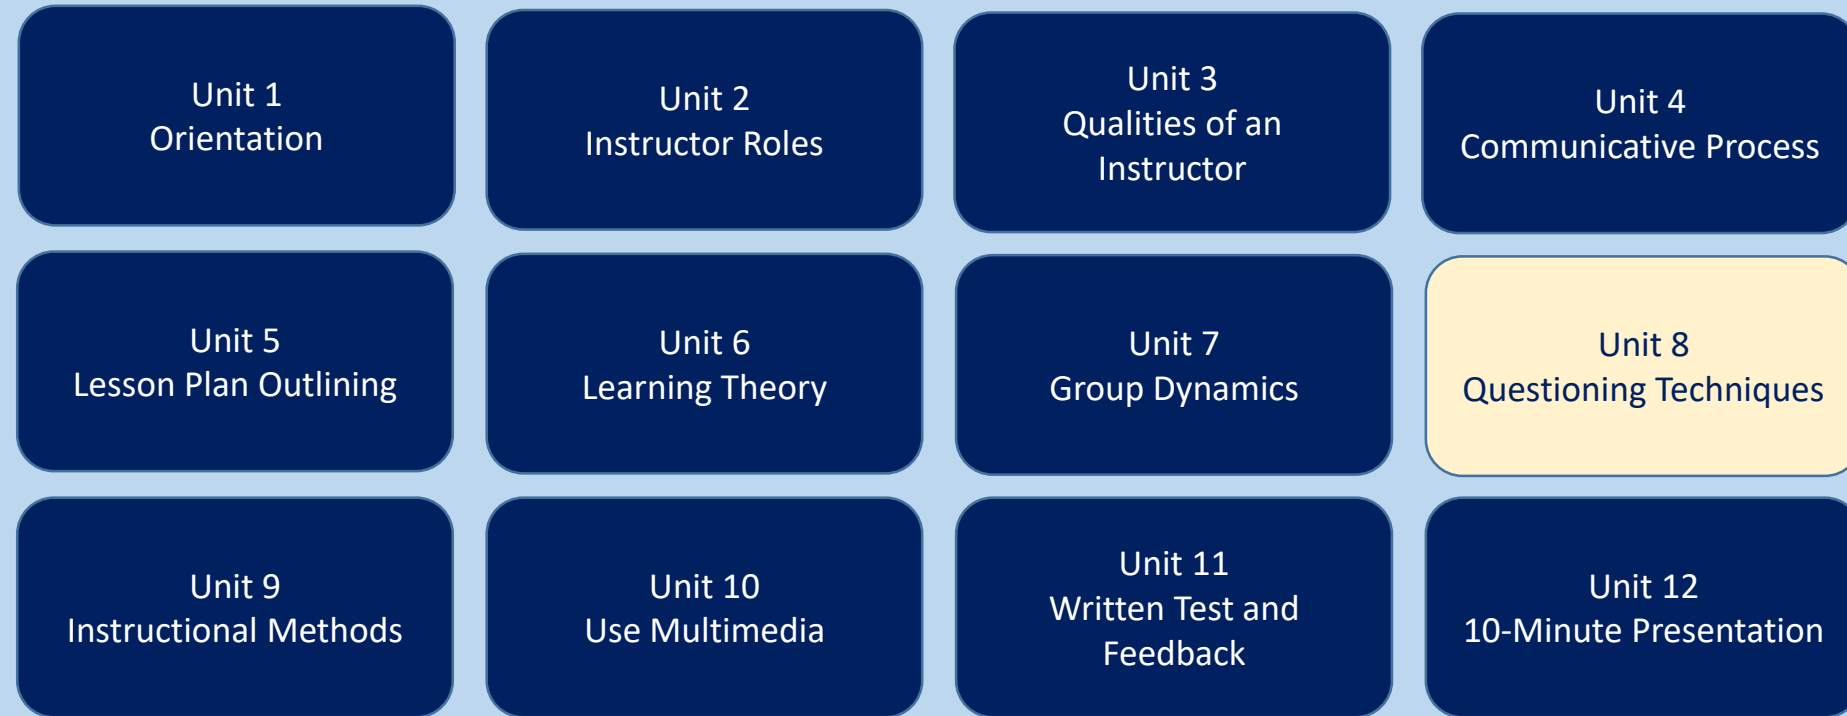 Unit 1
Orientation
Unit 2
Instructor Roles
Unit 3
Qualities of an
Instructor
Unit 4
Communicative Process
Unit 5
Lesson Plan Outlining
Unit 6
Learning Theory
Unit 7
Group Dynamics
Unit 8
Questioning Techniques
Unit 9
Instructional Methods
Unit 10
Use Multimedia
Unit 11
Written Test and
Feedback
Unit 12
10-Minute Presentation